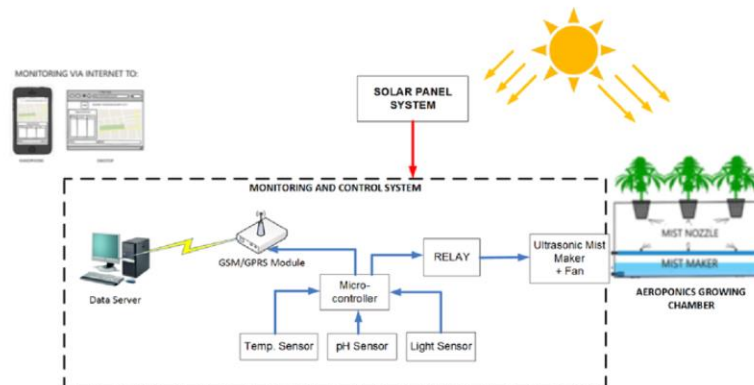 MONITORING VIA INTERNET TO:
SOLAR PANEL
SYSTEM
MONITORING AND CONTROL SYSTEM
GSM/GPRS Module
Data Server
RELAY
Ultrasonic Mist
Maker
+ Fan
Micro-
controller
Temp. Sensor
pH Sensor
Light Sensor
MIST NOZZLE
MIST MAKER
AEROPONICS GROWING
CHAMBER